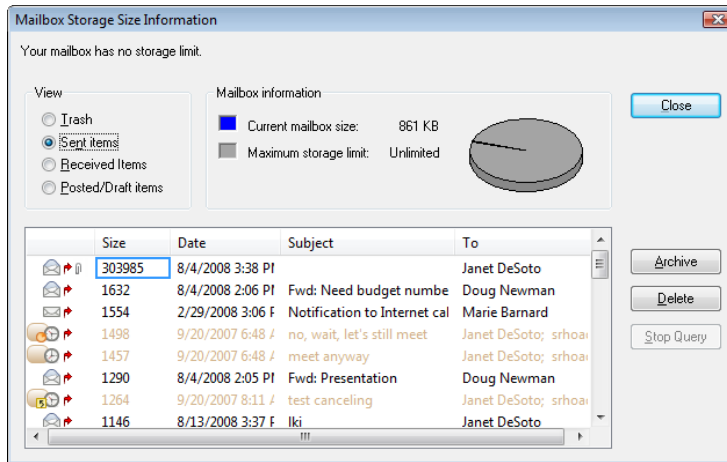 Mailbox Storage Size Information
Your mailbox has no storage limit.
View
Trash
Sent items
Received Items
Posted/Draft items
Mailbox information
Current mailbox size: 861 KB
Maximum storage limit: Unlimited
Close
Size Date Subject To
303985 8/4/2008 3:38 PM Janet DeSoto
1632 8/4/2008 2:06 PM Fwd: Need budget numbe Doug Newman
1554 2/29/2008 3:06 P Notification to Internet cal Marie Barnard
1498 9/20/2007 6:48 A no, wait, let's still meet Janet DeSoto; srhoa
1457 9/20/2007 6:48 A meet anyway Janet DeSoto; srhoa
1290 8/4/2008 2:05 PM Fwd: Presentation Doug Newman
1264 9/20/2007 8:11 A test canceling Janet DeSoto; srhoa
1146 8/13/2008 3:37 P lki Janet DeSoto
Archive
Delete
Stop Query